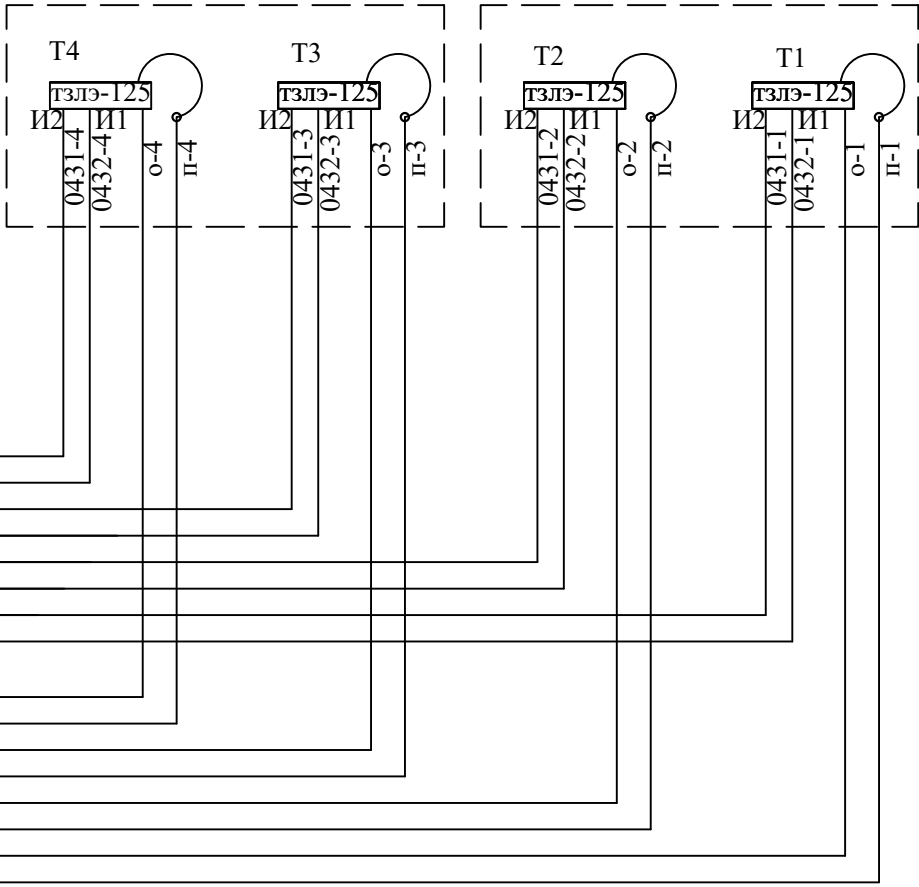 Т4
Т3
Т2
Т1
тзлэ-125
тзлэ-125
тзлэ-125
тзлэ-125
И2
И1
И2
И1
И2
И1
И2
И1
0431-4
0432-4
о-4
п-4
0431-3
0432-3
о-3
п-3
0431-2
0432-2
о-2
п-2
0431-1
0432-1
о-1
п-1